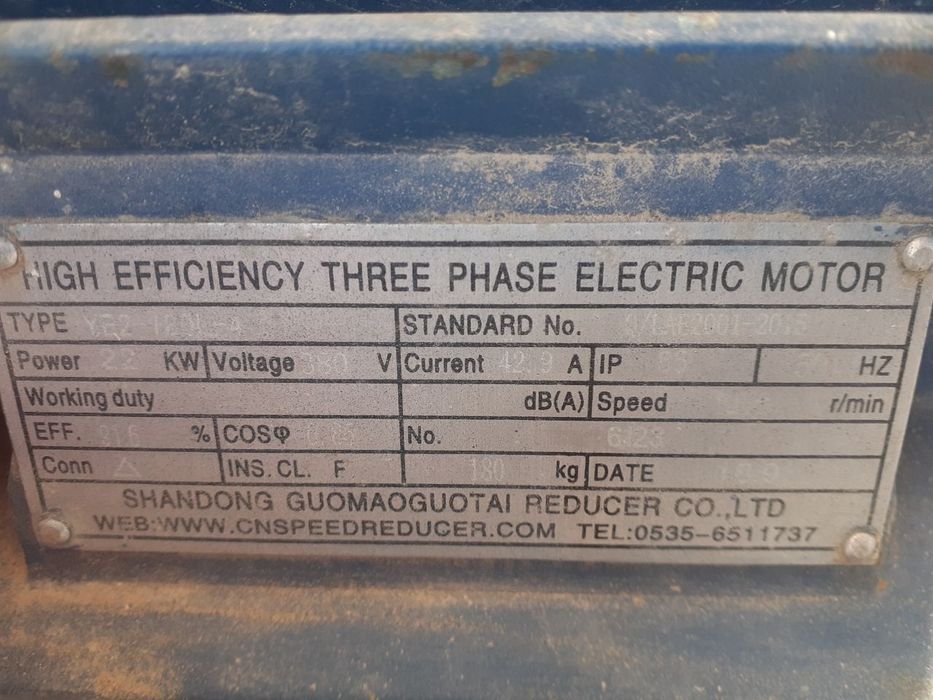 HIGH EFFICIENCY THREE PHASE ELECTRIC MOTOR
TYPE STANDARD No.
Power 22 KW Voltage 380 V Current 42.9 A IP HZ
Working duty dB(A) Speed r/min
EFF. 91.6 % COSφ No.
Conn △ INS. CL. F 180 kg DATE
SHANDONG GUOMAOGUOTAI REDUCER CO.,LTD
WEB:WWW.CNSPEEDREDUCER.COM TEL:0535-6511737